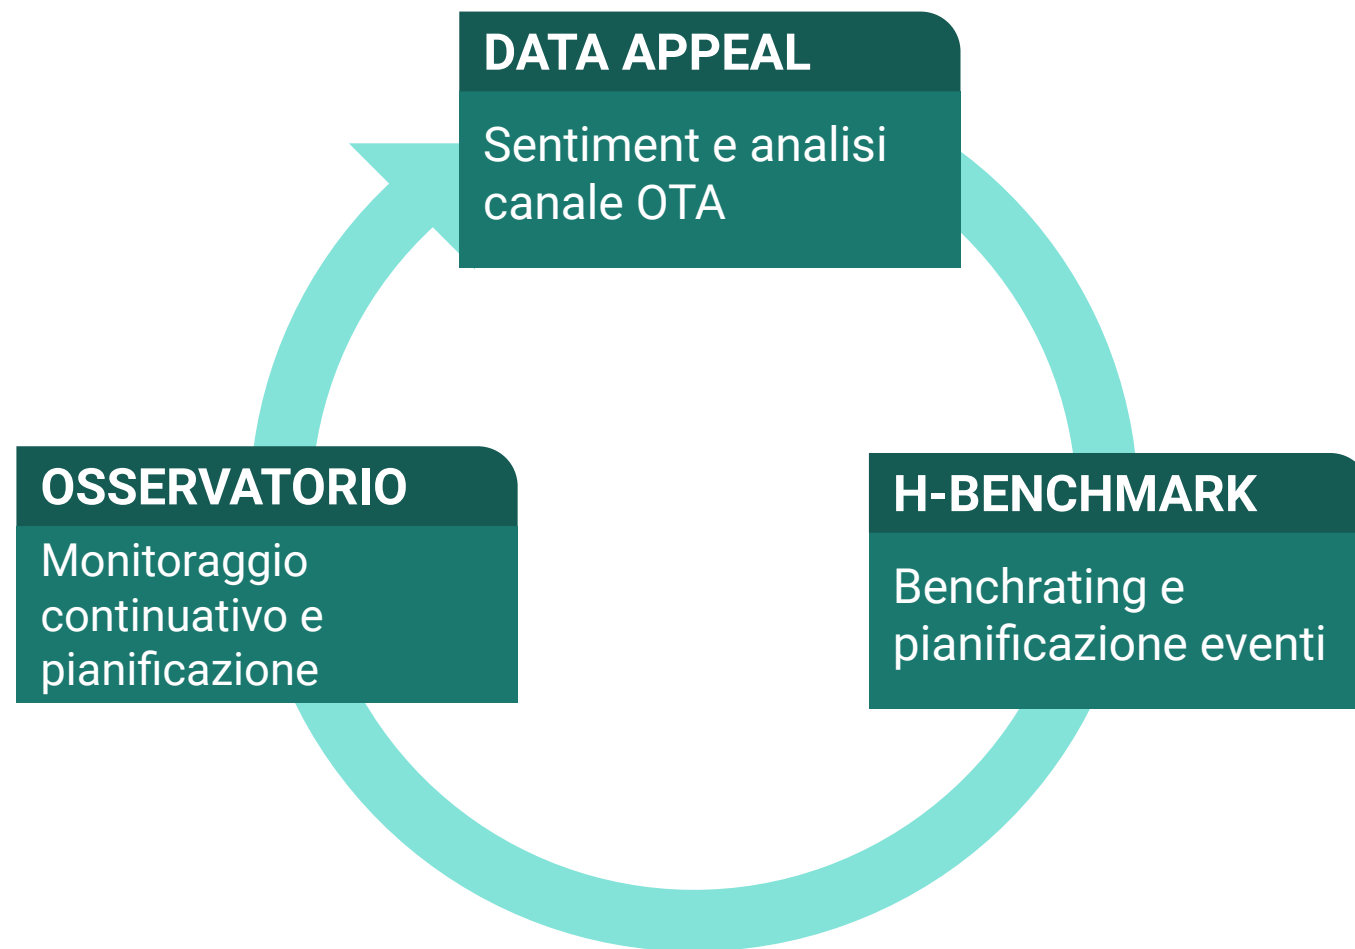 DATA APPEAL
Sentiment e analisi
canale OTA
OSSERVATORIO
Monitoraggio
continuativo e
pianificazione
H-BENCHMARK
Benchrating e
pianificazione eventi